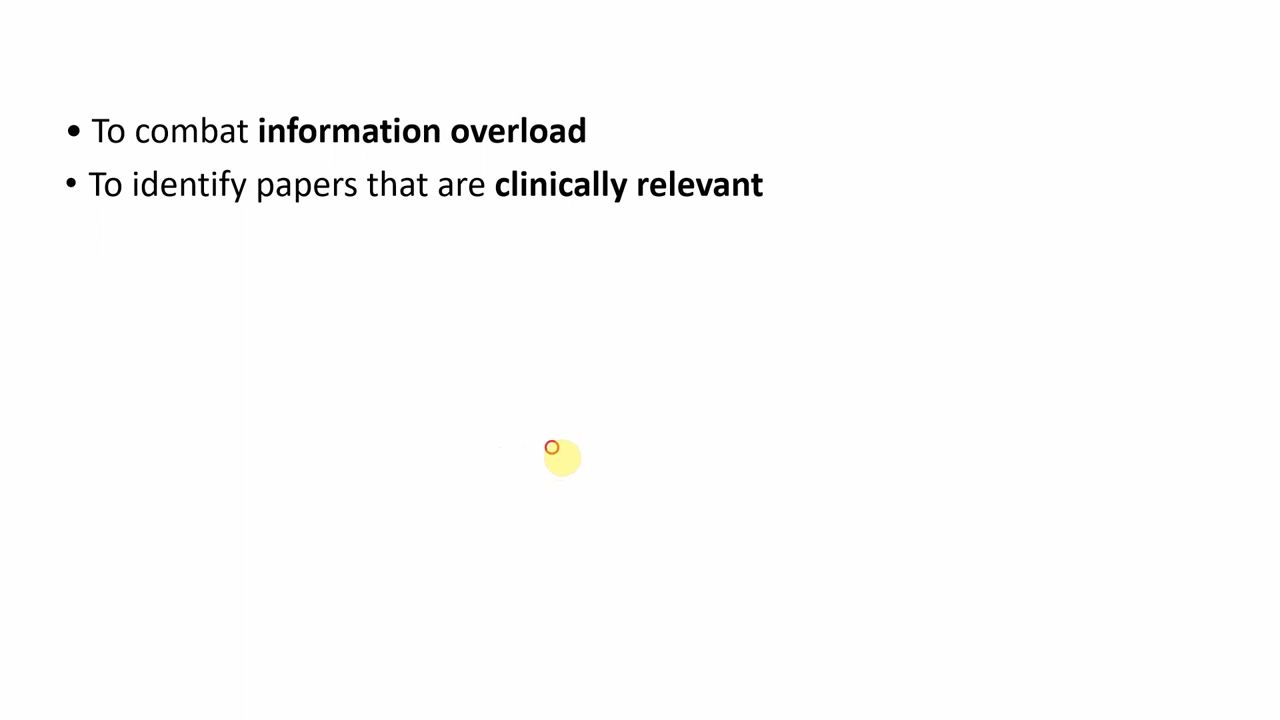 • To combat information overload
• To identify papers that are clinically relevant